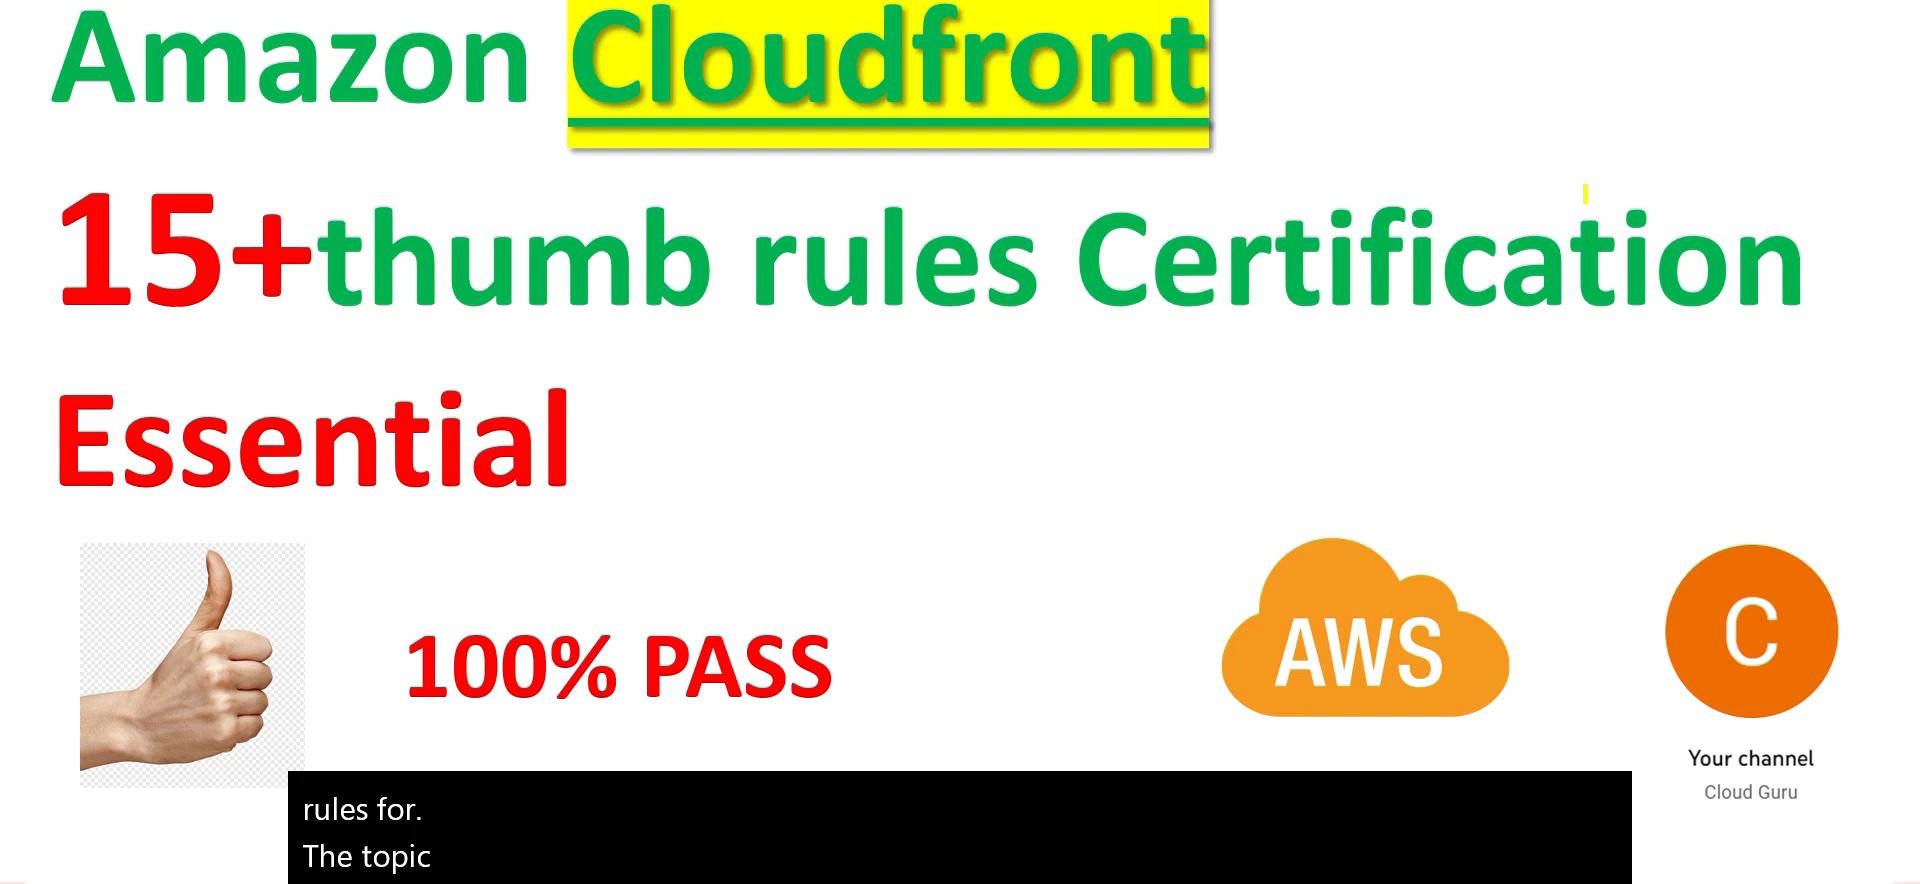 Amazon Cloudfront
15+thumb rules Certification
Essential
100% PASS
AWS
C
Your channel
Cloud Guru
rules for.
The topic